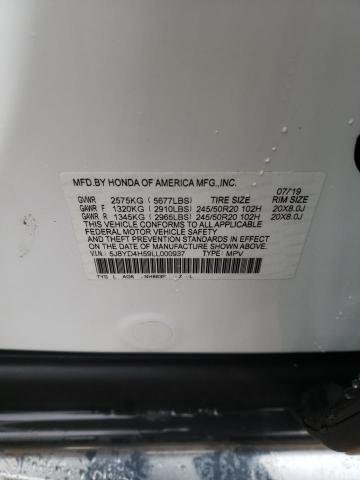 MFD.BY HONDA OF AMERICA MFG.,INC. 07/19
GVWR 2575KG (5677LBS) TIRE SIZE RIM SIZE
GAWR F 1320KG (2910LBS) 245/50R20 102H 20X8.0J
GAWR R 1345KG (2965LBS) 245/50R20 102H 20X8.0J
THIS VEHICLE CONFORMS TO ALL APPLICABLE
FEDERAL MOTOR VEHICLE SAFETY
AND THEFT PREVENTION STANDARDS IN EFFECT
ON THE DATE OF MANUFACTURE SHOWN ABOVE.
V.I.N.: 5J8YD4H59LL000937 TYPE: MPV
TYS L AG6 Z L